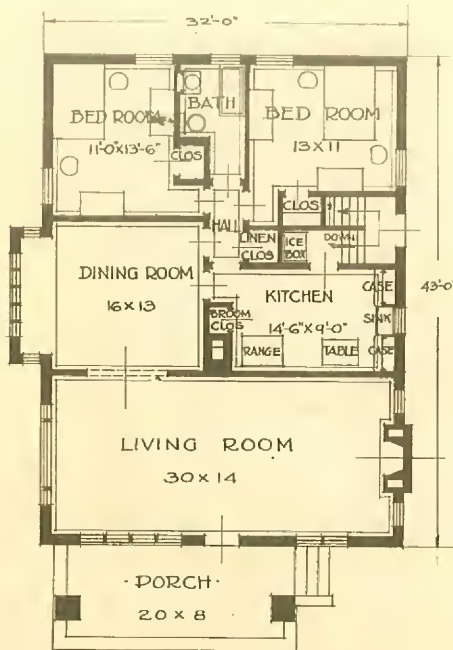 32'-0"
BED ROOM
11'-0"X13'-6"
BATH
BED ROOM
13X11
CLOS
CLOS
HALL
LINEN
CLOS
ICE
BOX
DOWN
DINING ROOM
16X13
KITCHEN
14'-6"X9'-0"
CASE
SINK
CASE
43'-0"
BROOM
CLOS
RANGE
TABLE
LIVING ROOM
30X14
·PORCH·
20X8